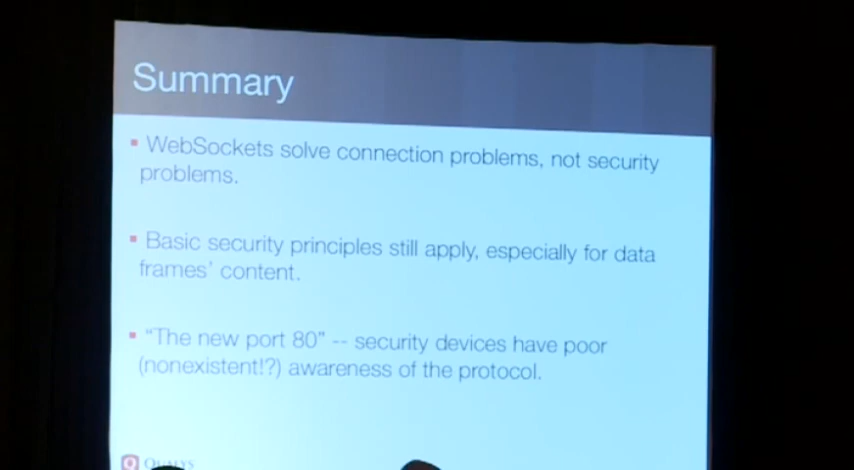 Summary
▪ WebSockets solve connection problems, not security
problems.
▪ Basic security principles still apply, especially for data
frames' content.
▪ “The new port 80” -- security devices have poor
(nonexistent!?) awareness of the protocol.
QUALYS